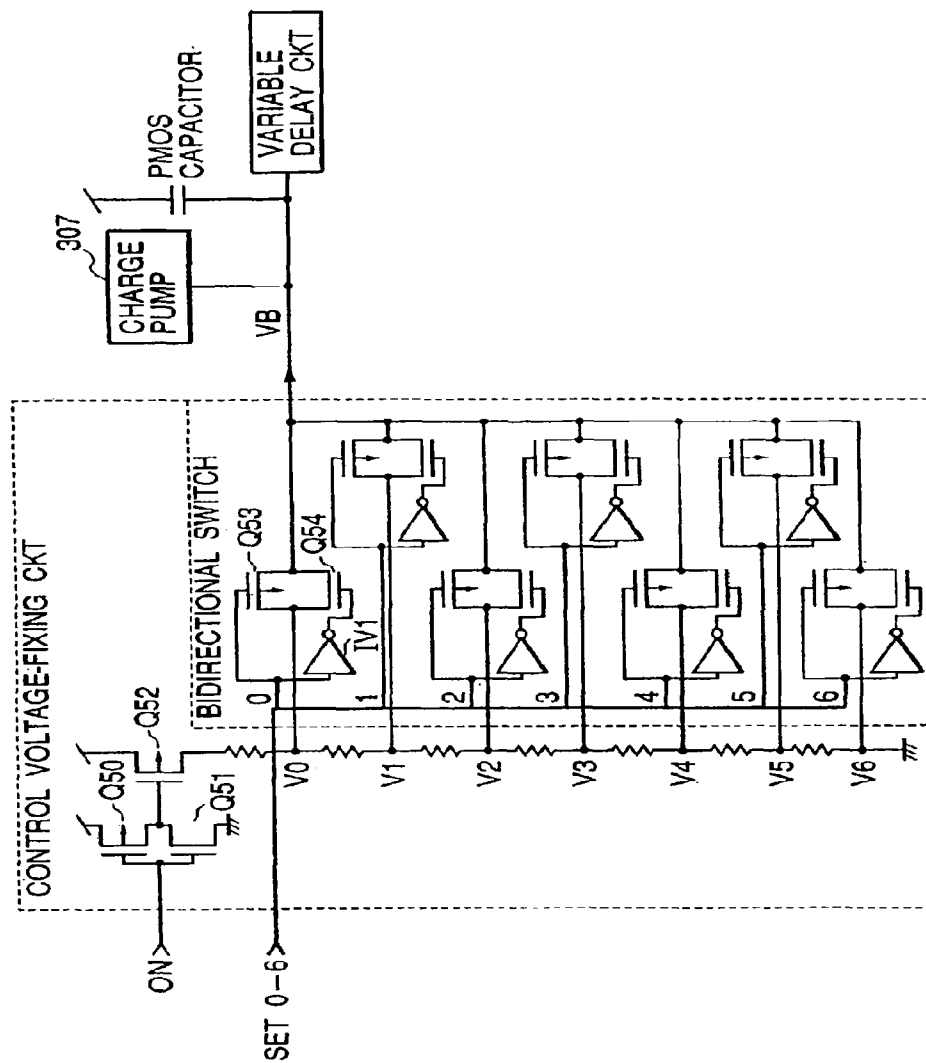 CONTROL VOLTAGE-FIXING CKT
ON
SET 0-6
Q50
Q51
Q52
BIDIRECTIONAL SWITCH
Q53
Q54
IV1
0
1
2
3
4
5
6
V0
V1
V2
V3
V4
V5
V6
VB
307
CHARGE
PUMP
PMOS
CAPACITOR
VARIABLE
DELAY CKT